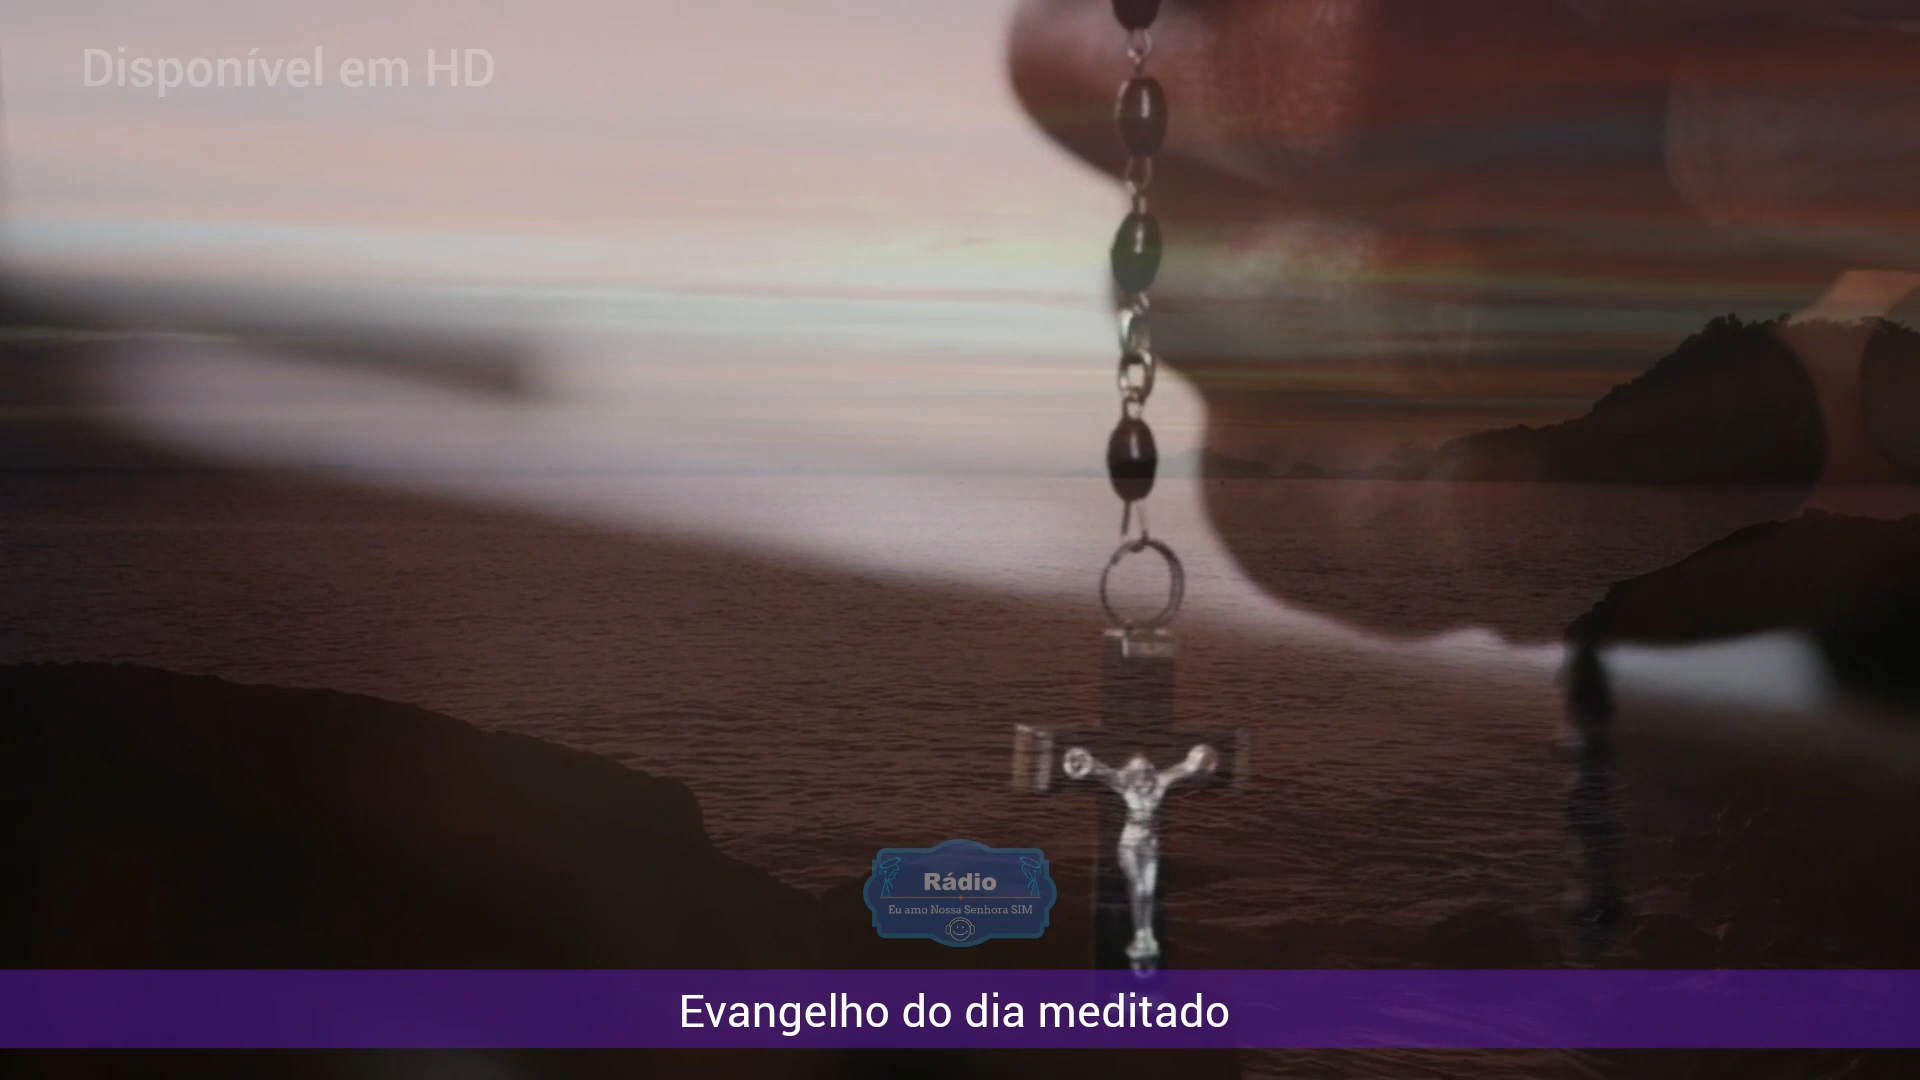 Disponível em HD
Rádio
Eu amo Nossa Senhora SIM
Evangelho do dia meditado